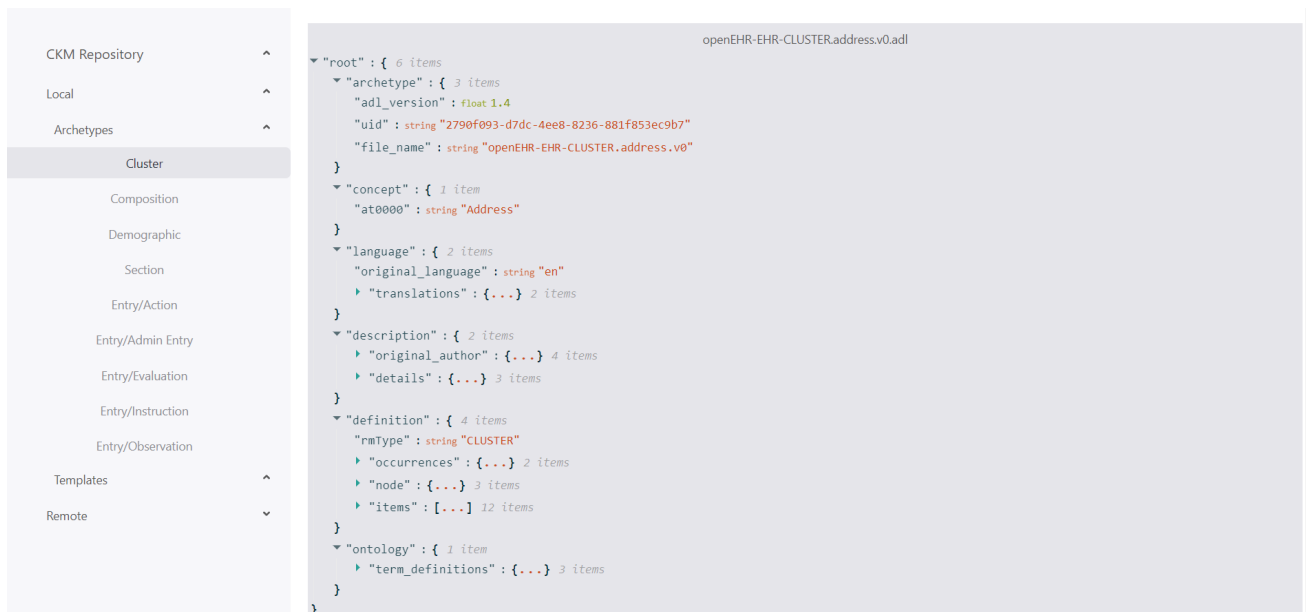 CKM Repository
Local
Archetypes
Cluster
Composition
Demographic
Section
Entry/Action
Entry/Admin Entry
Entry/Evaluation
Entry/Instruction
Entry/Observation
Templates
Remote
openEHR-EHR-CLUSTER.address.v0.adl
"root" : { 6 items
"archetype" : { 3 items
"adl_version" : float 1.4
"uid" : string "2790f093-d7dc-4ee8-8236-881f853ec9b7"
"file_name" : string "openEHR-EHR-CLUSTER.address.v0"
}
"concept" : { 1 item
"at0000" : string "Address"
}
"language" : { 2 items
"original_language" : string "en"
"translations" : {...} 2 items
}
"description" : { 2 items
"original_author" : {...} 4 items
"details" : {...} 3 items
}
"definition" : { 4 items
"rmType" : string "CLUSTER"
"occurrences" : {...} 2 items
"node" : {...} 3 items
"items" : [...] 12 items
}
"ontology" : { 1 item
"term_definitions" : {...} 3 items
}
}